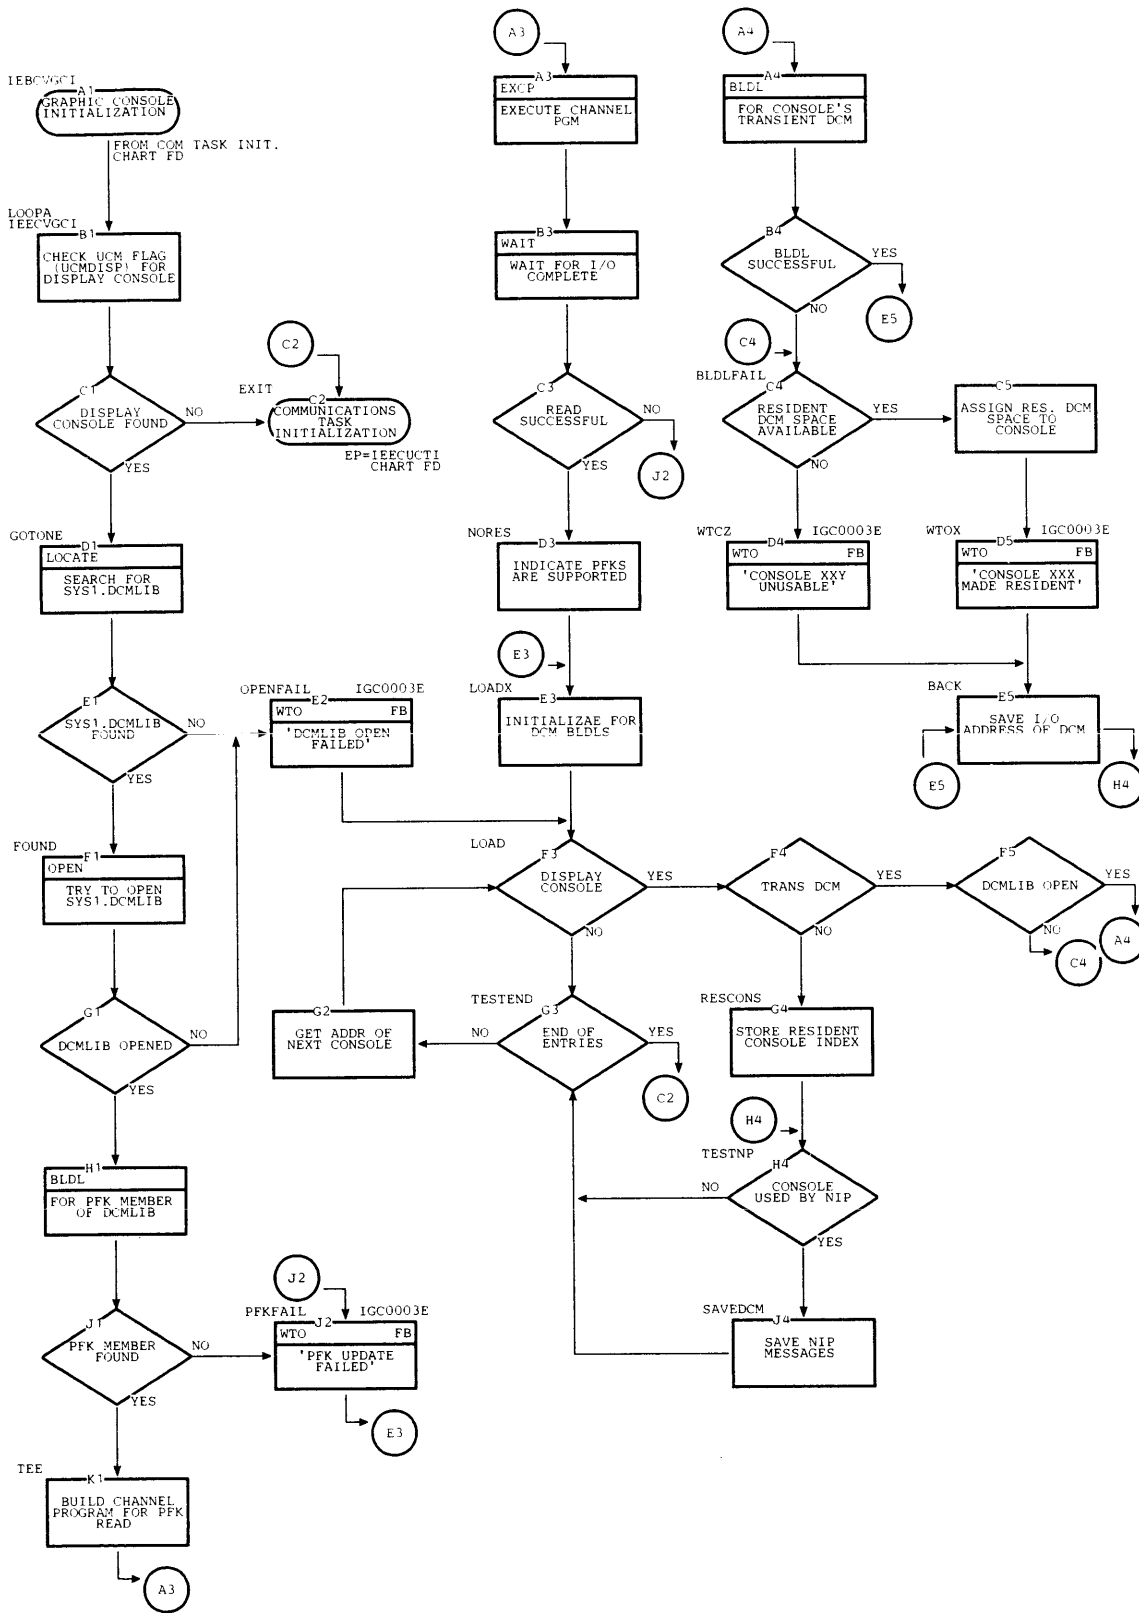 IEBCVGCI
A1
GRAPHIC CONSOLE
INITIALIZATION
FROM COM TASK INIT.
CHART FD
LOOPA
IEECVGCI
B1
CHECK UCM FLAG
(UCMDISP) FOR
DISPLAY CONSOLE
C1
DISPLAY
CONSOLE FOUND
NO
YES
C2
EXIT
C2
COMMUNICATIONS
TASK
INITIALIZATION
EP=IEECUCTI
CHART FD
GOTONE
D1
LOCATE
SEARCH FOR
SYS1.DCMLIB
E1
SYS1.DCMLIB
FOUND
NO
YES
OPENFAIL
IGC0003E
E2
WTO
FB
'DCMLIB OPEN
FAILED'
FOUND
F1
OPEN
TRY TO OPEN
SYS1.DCMLIB
G1
DCMLIB OPENED
NO
YES
G2
GET ADDR OF
NEXT CONSOLE
H1
BLDL
FOR PFK MEMBER
OF DCMLIB
J1
PFK MEMBER
FOUND
NO
YES
J2
PFKFAIL
IGC0003E
J2
WTO
FB
'PFK UPDATE
FAILED'
E3
TEE
K1
BUILD CHANNEL
PROGRAM FOR PFK
READ
A3
A3
A3
EXCP
EXECUTE CHANNEL
PGM
B3
WAIT
WAIT FOR I/O
COMPLETE
C3
READ
SUCCESSFUL
NO
YES
J2
NORES
D3
INDICATE PFKS
ARE SUPPORTED
E3
LOADX
E3
INITIALIZAE FOR
DCM BLDLS
LOAD
F3
DISPLAY
CONSOLE
YES
NO
TESTEND
G3
END OF
ENTRIES
NO
YES
C2
A4
A4
BLDL
FOR CONSOLE'S
TRANSIENT DCM
B4
BLDL
SUCCESSFUL
YES
NO
E5
C4
BLDLFAIL
C4
RESIDENT
DCM SPACE
AVAILABLE
YES
NO
C5
ASSIGN RES. DCM
SPACE TO
CONSOLE
WTCZ
IGC0003E
D4
WTO
FB
'CONSOLE XXY
UNUSABLE'
WTOX
IGC0003E
D5
WTO
FB
'CONSOLE XXX
MADE RESIDENT'
BACK
E5
SAVE I/O
ADDRESS OF DCM
E5
H4
F4
TRANS DCM
YES
NO
F5
DCMLIB OPEN
YES
NO
C4
A4
RESCONS
G4
STORE RESIDENT
CONSOLE INDEX
H4
TESTNP
H4
CONSOLE
USED BY NIP
NO
YES
SAVEDCM
J4
SAVE NIP
MESSAGES